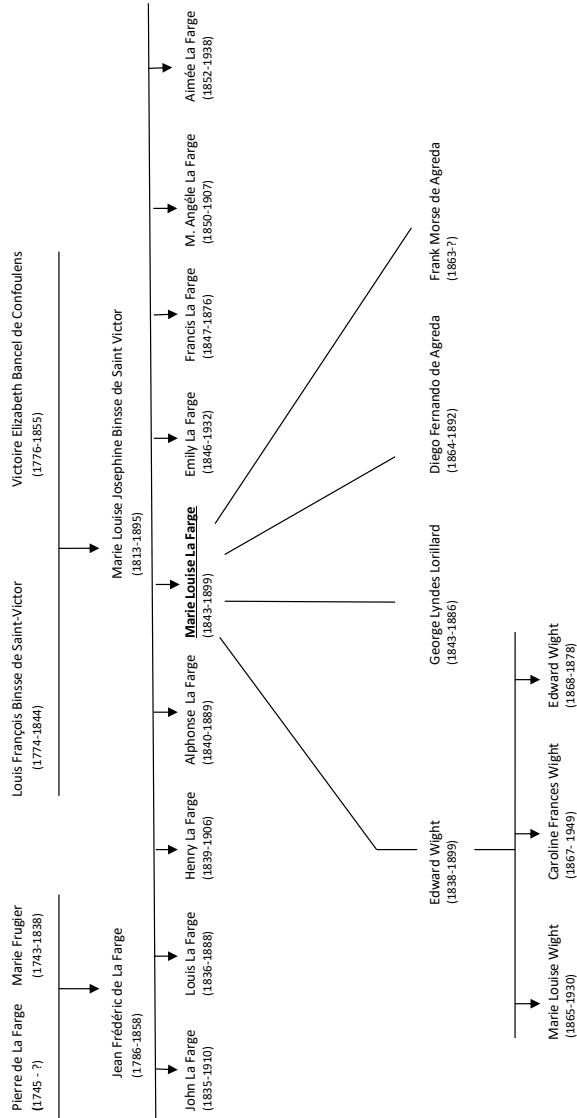 Pierre de La Farge
(1745 - ?)
Marie Frugier
(1743-1838)
Louis François Binsse de Saint-Victor
(1774-1844)
Victoire Elizabeth Bancel de Confoulens
(1776-1855)
Jean Frédéric de La Farge
(1786-1858)
Marie Louise Josephine Binsse de Saint Victor
(1813-1895)
John La Farge
(1835-1910)
Louis La Farge
(1836-1888)
Henry La Farge
(1839-1906)
Alphonse La Farge
(1840-1889)
Marie Louise La Farge
(1843-1899)
Emily La Farge
(1846-1932)
Francis La Farge
(1847-1876)
M. Angéle La Farge
(1850-1907)
Aimée La Farge
(1852-1938)
Edward Wight
(1838-1899)
George Lyndes Lorillard
(1843-1886)
Diego Fernando de Agreda
(1864-1892)
Frank Morse de Agreda
(1863-?)
Marie Louise Wight
(1865-1930)
Caroline Frances Wight
(1867- 1949)
Edward Wight
(1868-1878)